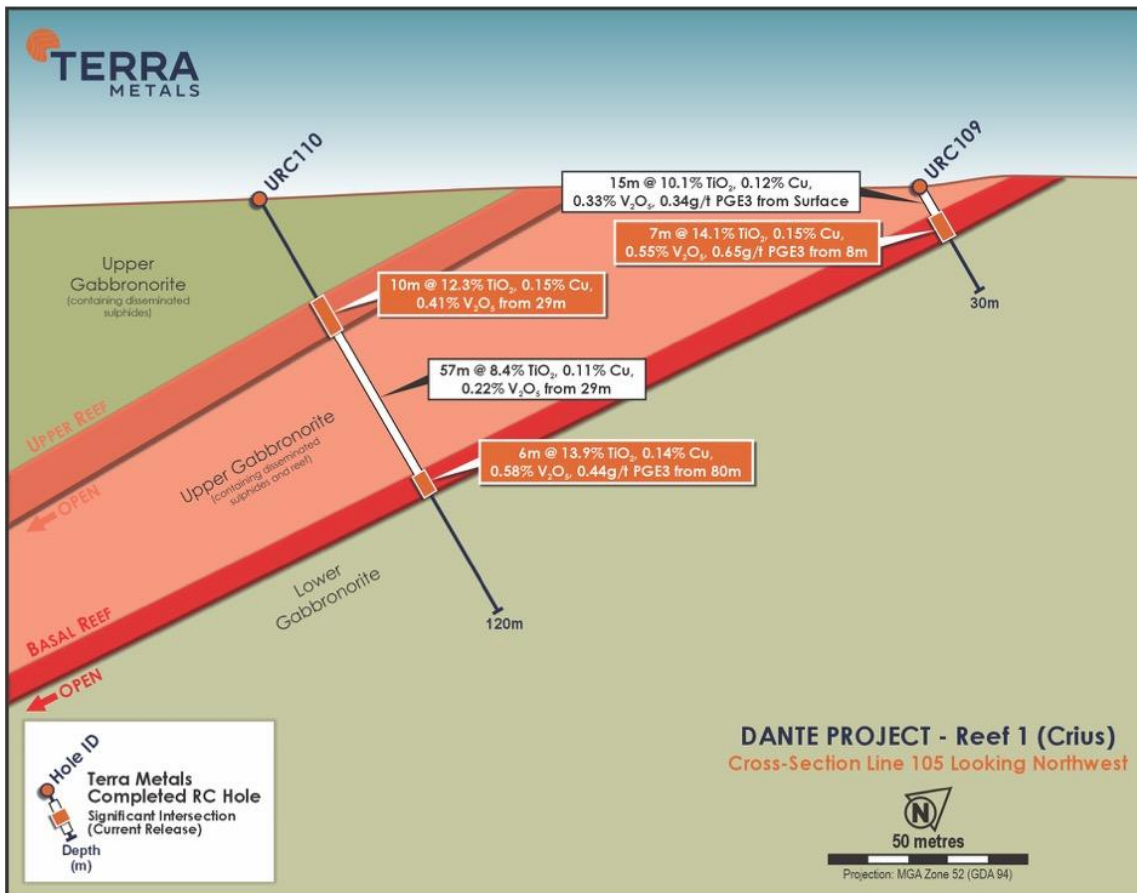 TERRA
METALS
URC110
URC109
15m @ 10.1% TiO₂, 0.12% Cu,
0.33% V₂O₅, 0.34g/t PGE3 from Surface
7m @ 14.1% TiO₂, 0.15% Cu,
0.55% V₂O₅, 0.65g/t PGE3 from 8m
30m
Upper
Gabbronorite
(containing disseminated
sulphides)
10m @ 12.3% TiO₂, 0.15% Cu,
0.41% V₂O₅ from 29m
57m @ 8.4% TiO₂, 0.11% Cu,
0.22% V₂O₅ from 29m
UPPER REEF
OPEN
Upper Gabbronorite
(containing disseminated
sulphides and reef)
6m @ 13.9% TiO₂, 0.14% Cu,
0.58% V₂O₅, 0.44g/t PGE3 from 80m
Lower
Gabbronorite
120m
BASAL REEF
OPEN
Hole ID
Terra Metals
Completed RC Hole
Significant Intersection
(Current Release)
Depth
(m)
DANTE PROJECT - Reef 1 (Crius)
Cross-Section Line 105 Looking Northwest
N
50 metres
Projection: MGA Zone 52 (GDA 94)